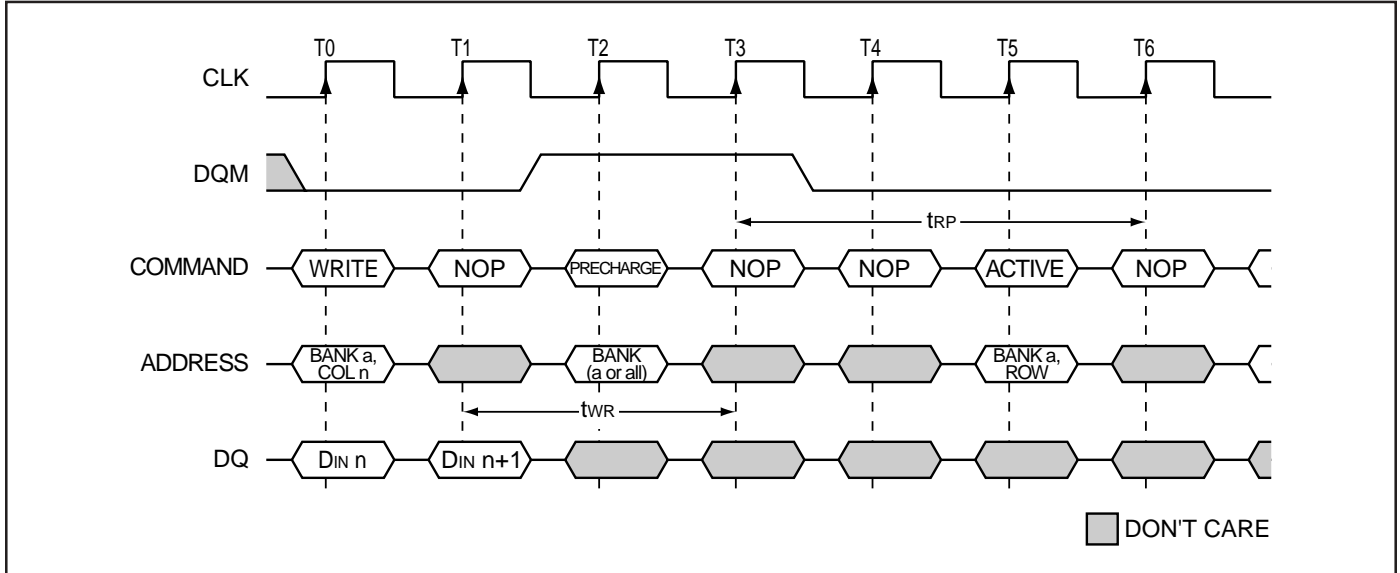 T0 T1 T2 T3 T4 T5 T6
CLK
DQM
tRP
COMMAND WRITE NOP PRECHARGE NOP NOP ACTIVE NOP
ADDRESS BANK a, COL n BANK (a or all) BANK a, ROW
tWR
DQ DIN n DIN n+1
DON'T CARE